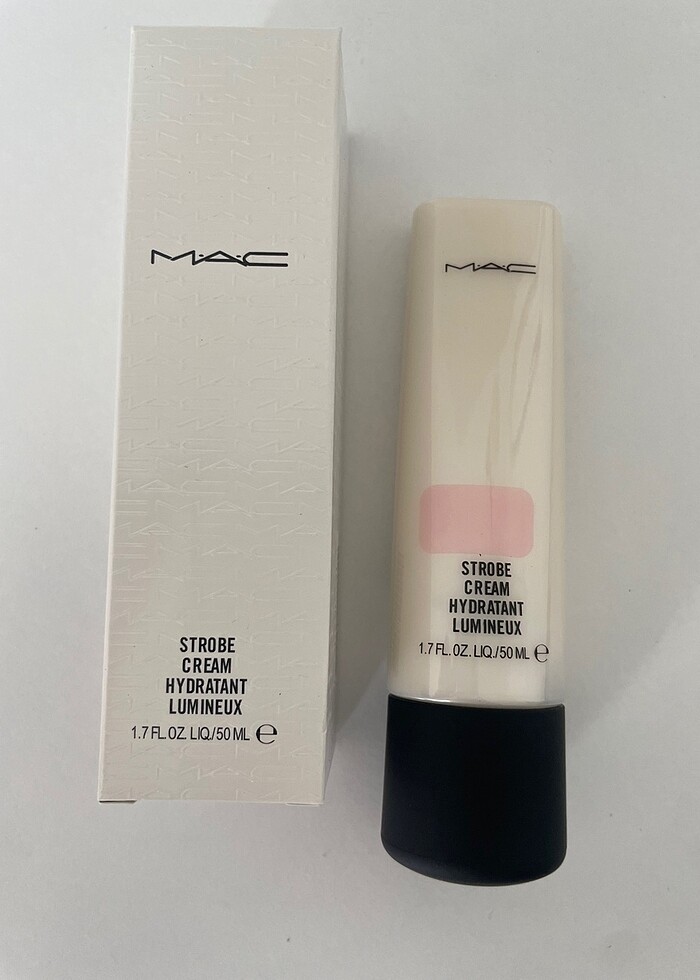 MAC
STROBE
CREAM
HYDRATANT
LUMINEUX
1.7 FL. OZ. LIQ./50 ML ℮
MAC
STROBE
CREAM
HYDRATANT
LUMINEUX
1.7 FL. OZ. LIQ./50 ML ℮